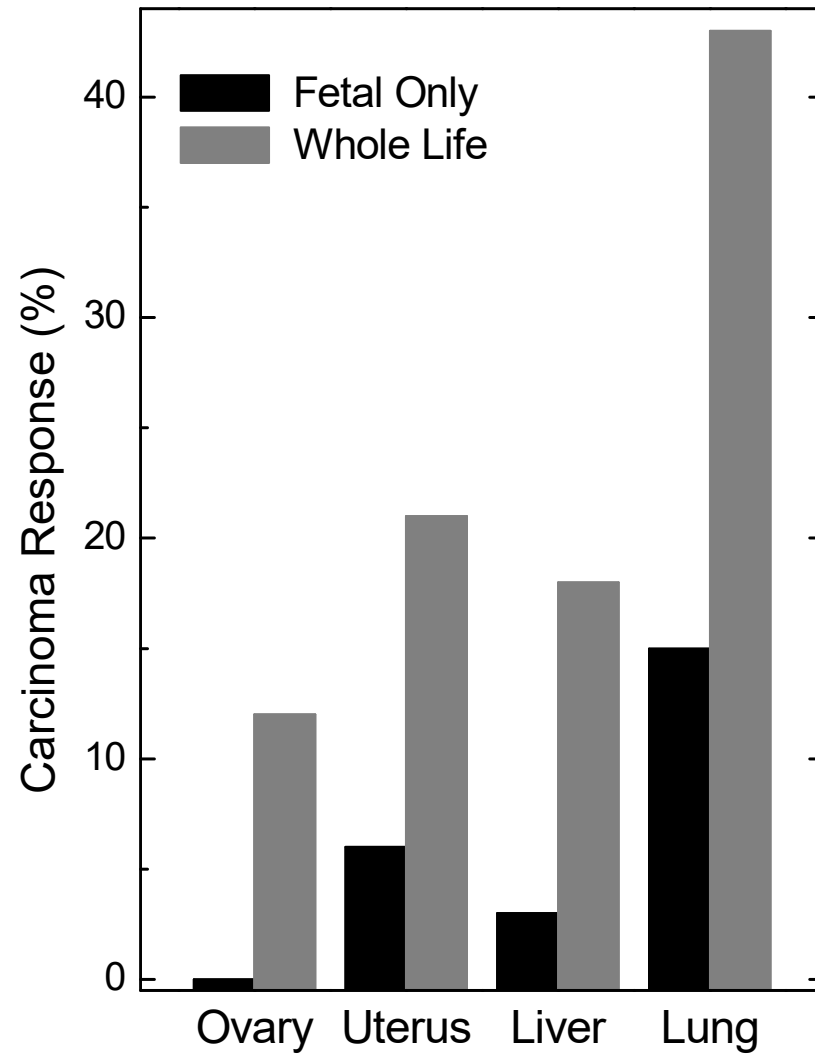 Fetal Only
Whole Life
Carcinoma Response (%)
40
30
20
10
0
Ovary Uterus Liver Lung